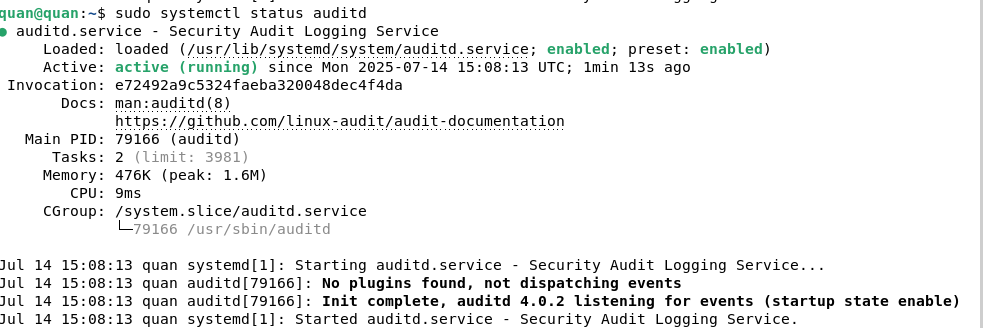 quan@quan:~$ sudo systemctl status auditd
● auditd.service - Security Audit Logging Service
Loaded: loaded (/usr/lib/systemd/system/auditd.service; enabled; preset: enabled)
Active: active (running) since Mon 2025-07-14 15:08:13 UTC; 1min 13s ago
Invocation: e72492a9c5324faeba320048dec4f4da
Docs: man:auditd(8)
https://github.com/linux-audit/audit-documentation
Main PID: 79166 (auditd)
Tasks: 2 (limit: 3981)
Memory: 476K (peak: 1.6M)
CPU: 9ms
CGroup: /system.slice/auditd.service
└─79166 /usr/sbin/auditd
Jul 14 15:08:13 quan systemd[1]: Starting auditd.service - Security Audit Logging Service...
Jul 14 15:08:13 quan auditd[79166]: No plugins found, not dispatching events
Jul 14 15:08:13 quan auditd[79166]: Init complete, auditd 4.0.2 listening for events (startup state enable)
Jul 14 15:08:13 quan systemd[1]: Started auditd.service - Security Audit Logging Service.